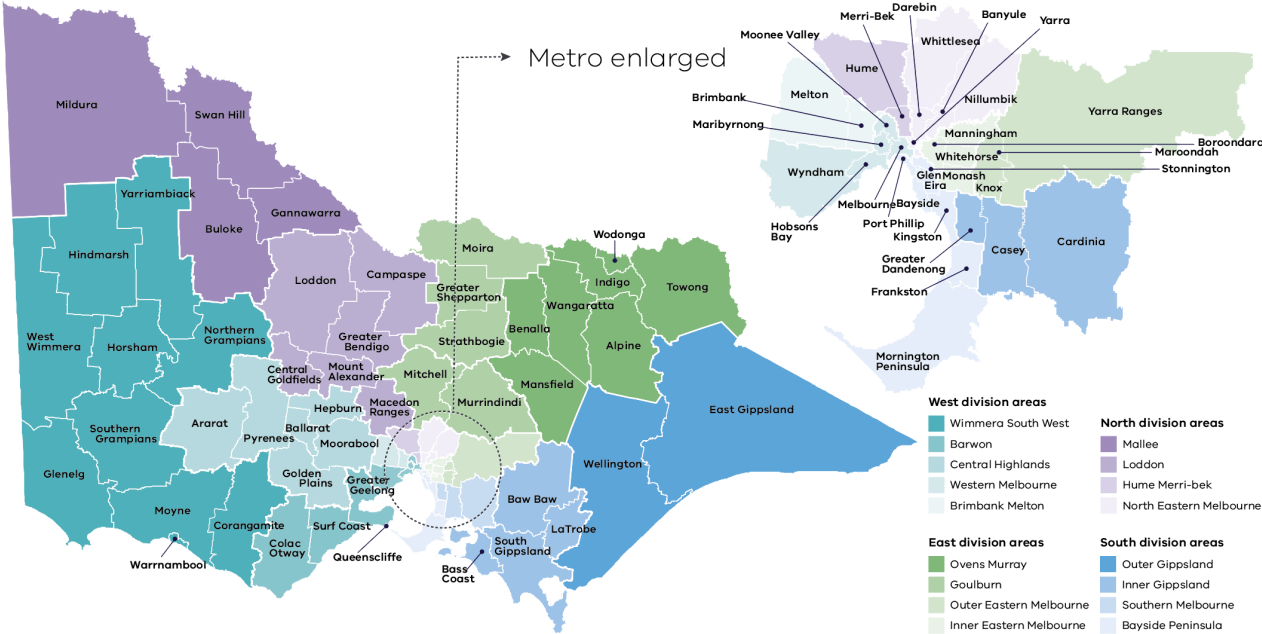 Metro enlarged
Mildura
Swan Hill
Yarriambiack
Gannawarra
Buloke
Hindmarsh
Loddon
Campaspe
West
Wimmera
Horsham
Northern
Grampians
Greater
Bendigo
Central
Goldfields
Mount
Alexander
Macedon
Ranges
Moira
Greater
Shepparton
Strathbogie
Mitchell
Murrindindi
Wodonga
Indigo
Towong
Wangaratta
Benalla
Alpine
Mansfield
East Gippsland
Wellington
Southern
Grampians
Ararat
Pyrenees
Hepburn
Ballarat
Moorabool
Golden
Plains
Greater
Geelong
Glenelg
Moyne
Corangamite
Surf Coast
Colac
Otway
Warrnambool
Queenscliffe
Baw Baw
LaTrobe
South
Gippsland
Bass
Coast
Darebin
Merri-Bek
Banyule
Yarra
Moonee Valley
Whittlesea
Hume
Melton
Brimbank
Nillumbik
Yarra Ranges
Maribyrnong
Manningham
Boroondara
Maroondah
Whitehorse
Stonnington
Wyndham
Glen
Eira
Monash
Knox
Melbourne
Bayside
Hobsons
Bay
Port Phillip
Kingston
Greater
Dandenong
Casey
Cardinia
Frankston
Mornington
Peninsula
West division areas
Wimmera South West
Barwon
Central Highlands
Western Melbourne
Brimbank Melton
North division areas
Mallee
Loddon
Hume Merri-bek
North Eastern Melbourne
East division areas
Ovens Murray
Goulburn
Outer Eastern Melbourne
Inner Eastern Melbourne
South division areas
Outer Gippsland
Inner Gippsland
Southern Melbourne
Bayside Peninsula